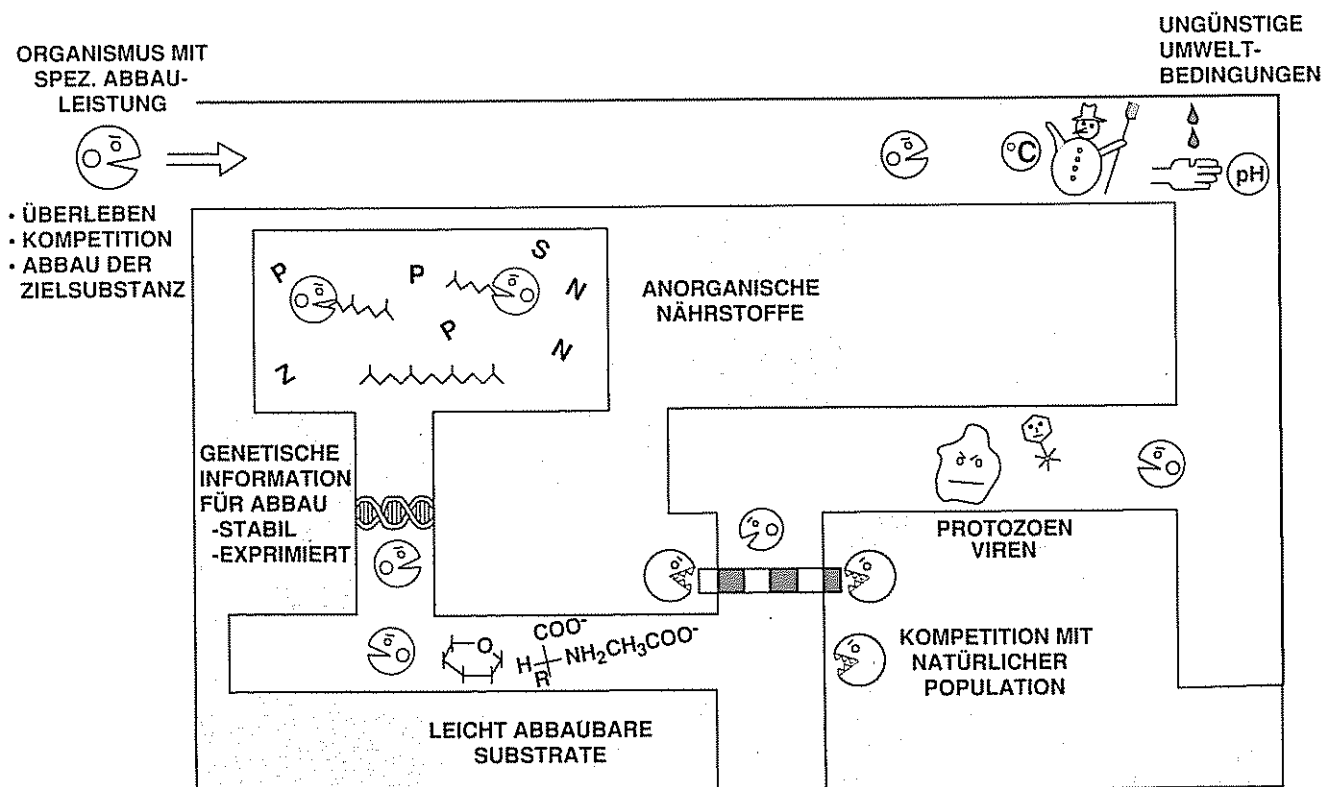 ORGANISMUS MIT
SPEZ. ABBAU-
LEISTUNG
• ÜBERLEBEN
• KOMPETITION
• ABBAU DER
ZIELSUBSTANZ
UNGÜNSTIGE
UMWELT-
BEDINGUNGEN
°C
pH
P
P
S
N
P
N
Z
ANORGANISCHE
NÄHRSTOFFE
GENETISCHE
INFORMATION
FÜR ABBAU
-STABIL
-EXPRIMIERT
PROTOZOEN
VIREN
KOMPETITION MIT
NATÜRLICHER
POPULATION
O
COO⁻
H NH₂CH₃COO⁻
R
LEICHT ABBAUBARE
SUBSTRATE